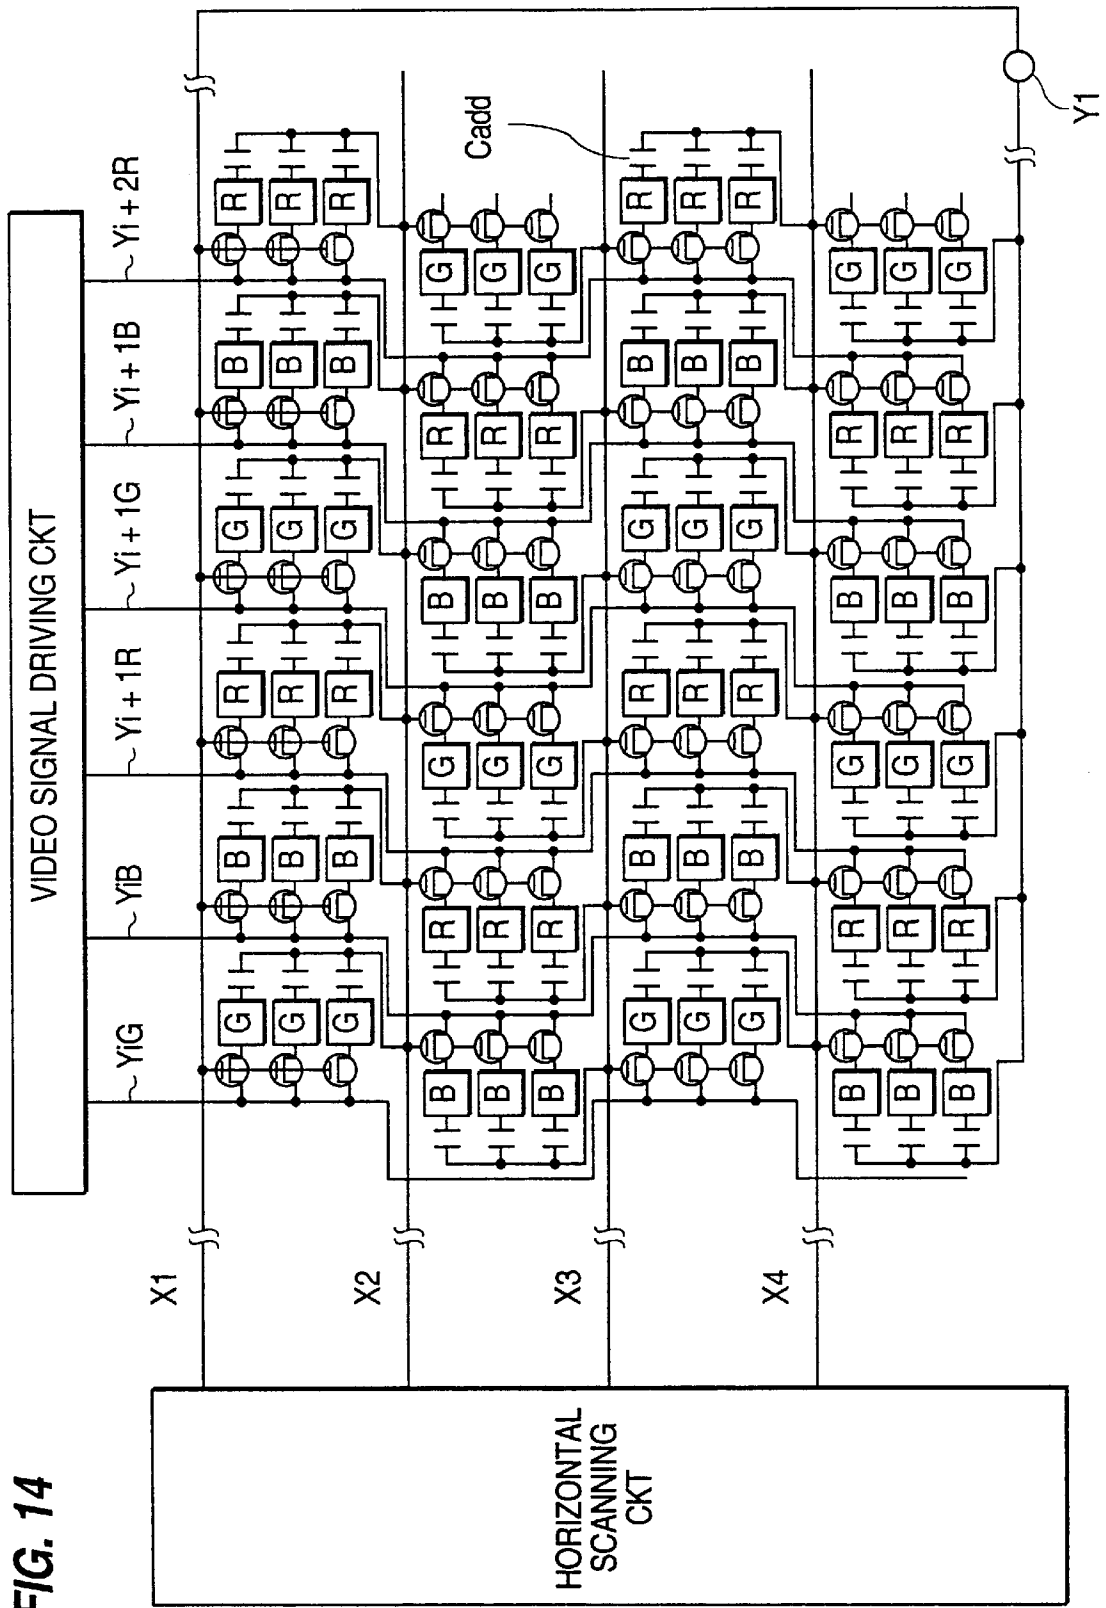 FIG. 14
VIDEO SIGNAL DRIVING CKT
YiG YiB Yi + 1R Yi + 1G Yi + 1B Yi + 2R
X1
G B R G B R
G B R G B R
G B R G B R
X2
B R G B R G
B R G B R G
B R G B R G
Cadd
X3
G B R G B R
G B R G B R
G B R G B R
X4
B R G B R G
B R G B R G
B R G B R G
HORIZONTAL
SCANNING
CKT
Y1